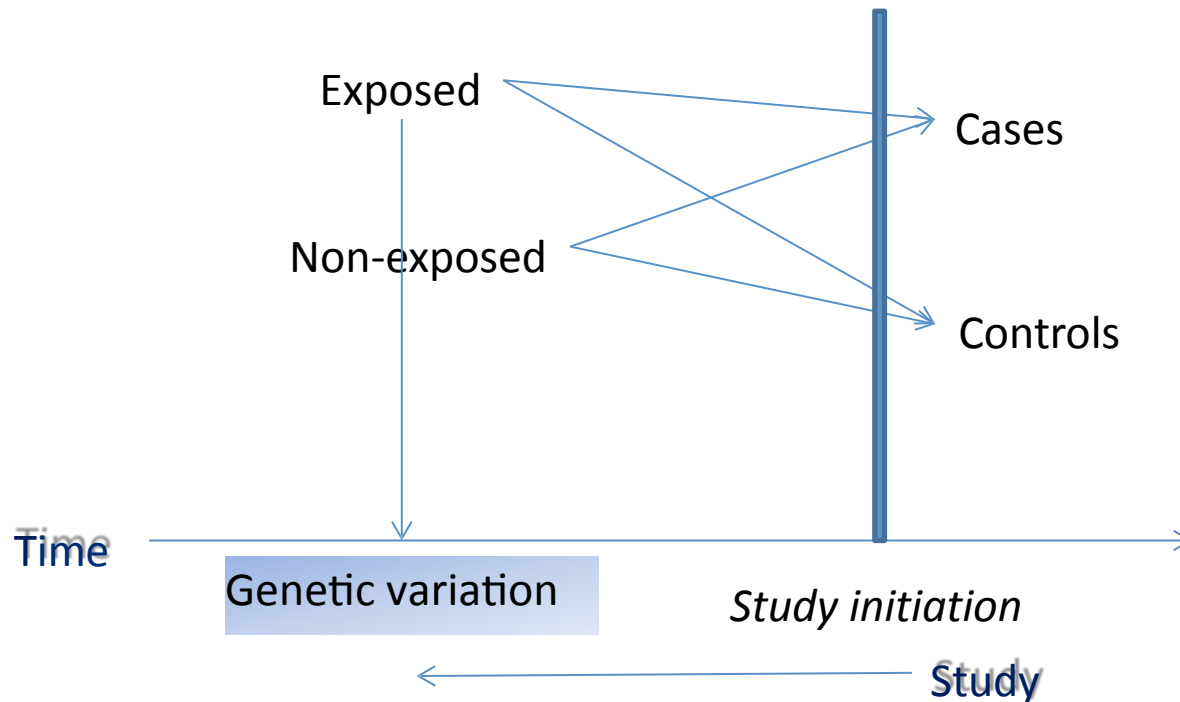 Exposed
Cases
Non-exposed
Controls
Time
Genetic variation
Study initiation
Study